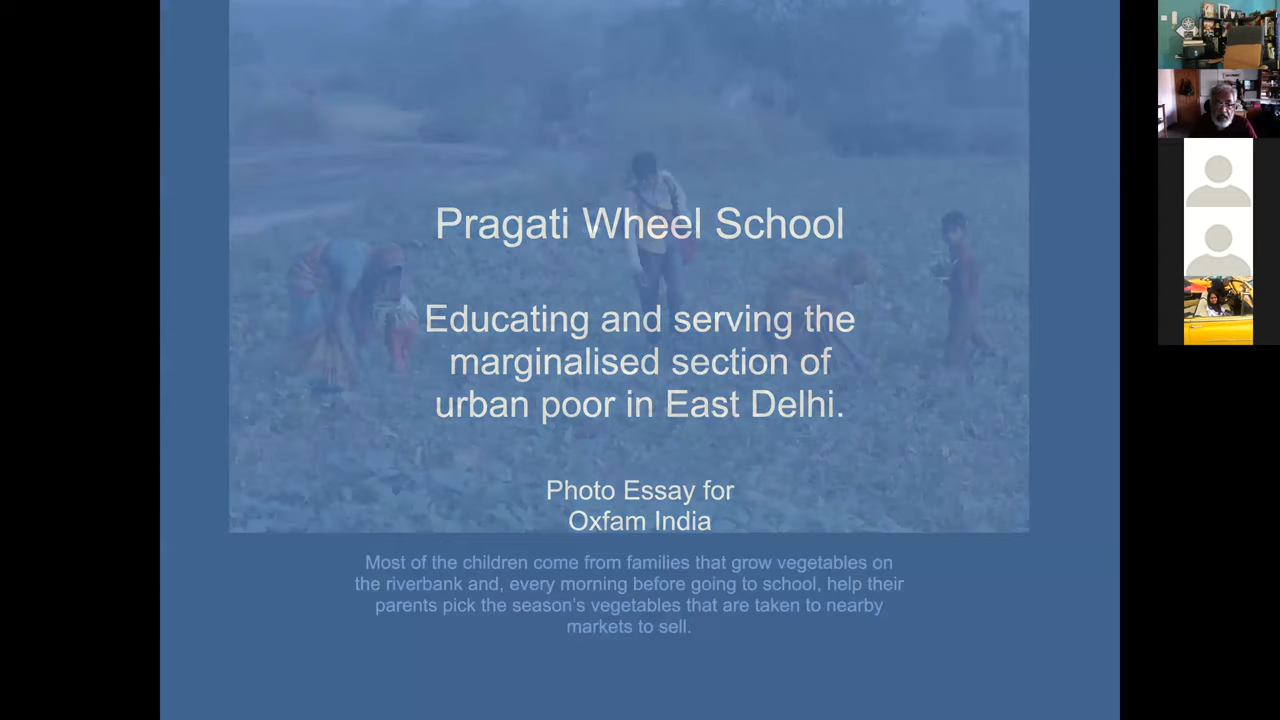 Pragati Wheel School
Educating and serving the
marginalised section of
urban poor in East Delhi.
Photo Essay for
Oxfam India
Most of the children come from families that grow vegetables on
the riverbank and, every morning before going to school, help their
parents pick the season's vegetables that are taken to nearby
markets to sell.